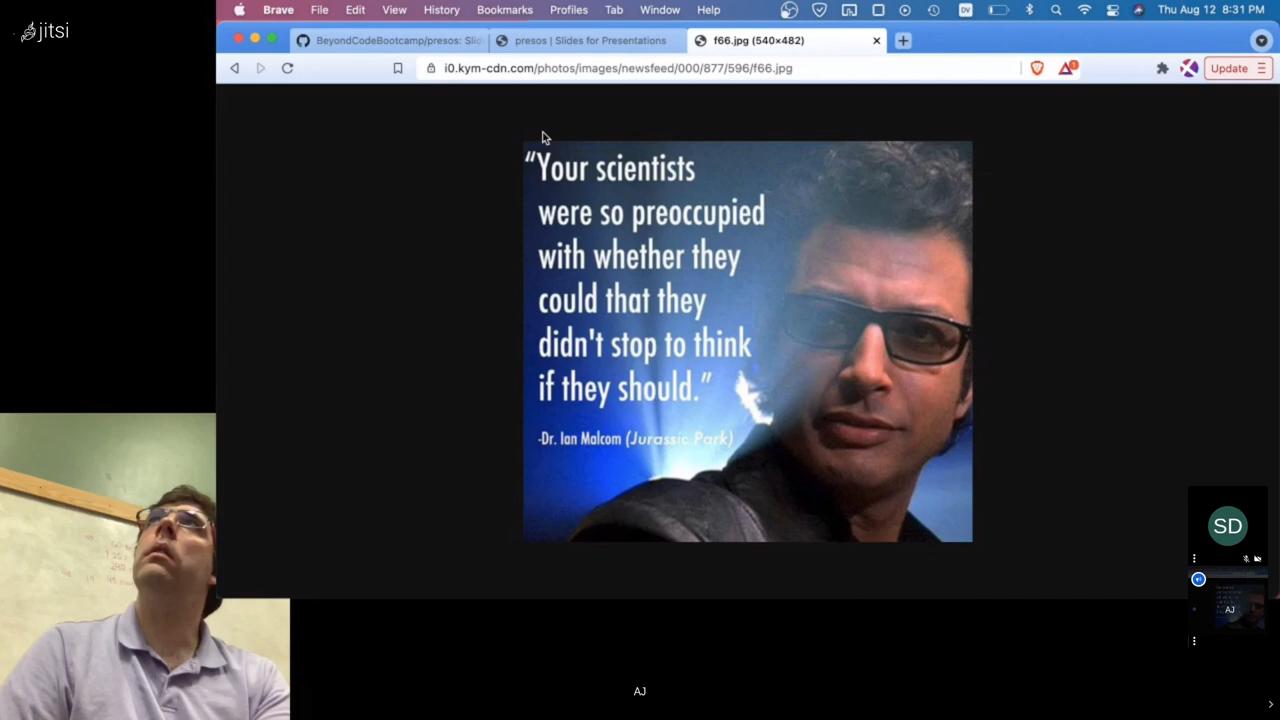 jitsi
Brave File Edit View History Bookmarks Profiles Tab Window Help DV Thu Aug 12 8:31 PM
BeyondCodeBootcamp/presos: Slid
presos | Slides for Presentations
f66.jpg (540×482)
i0.kym-cdn.com/photos/images/newsfeed/000/877/596/f66.jpg
1
Update
“Your scientists
were so preoccupied
with whether they
could that they
didn't stop to think
if they should.”
-Dr. Ian Malcom (Jurassic Park)
SD
AJ
AJ